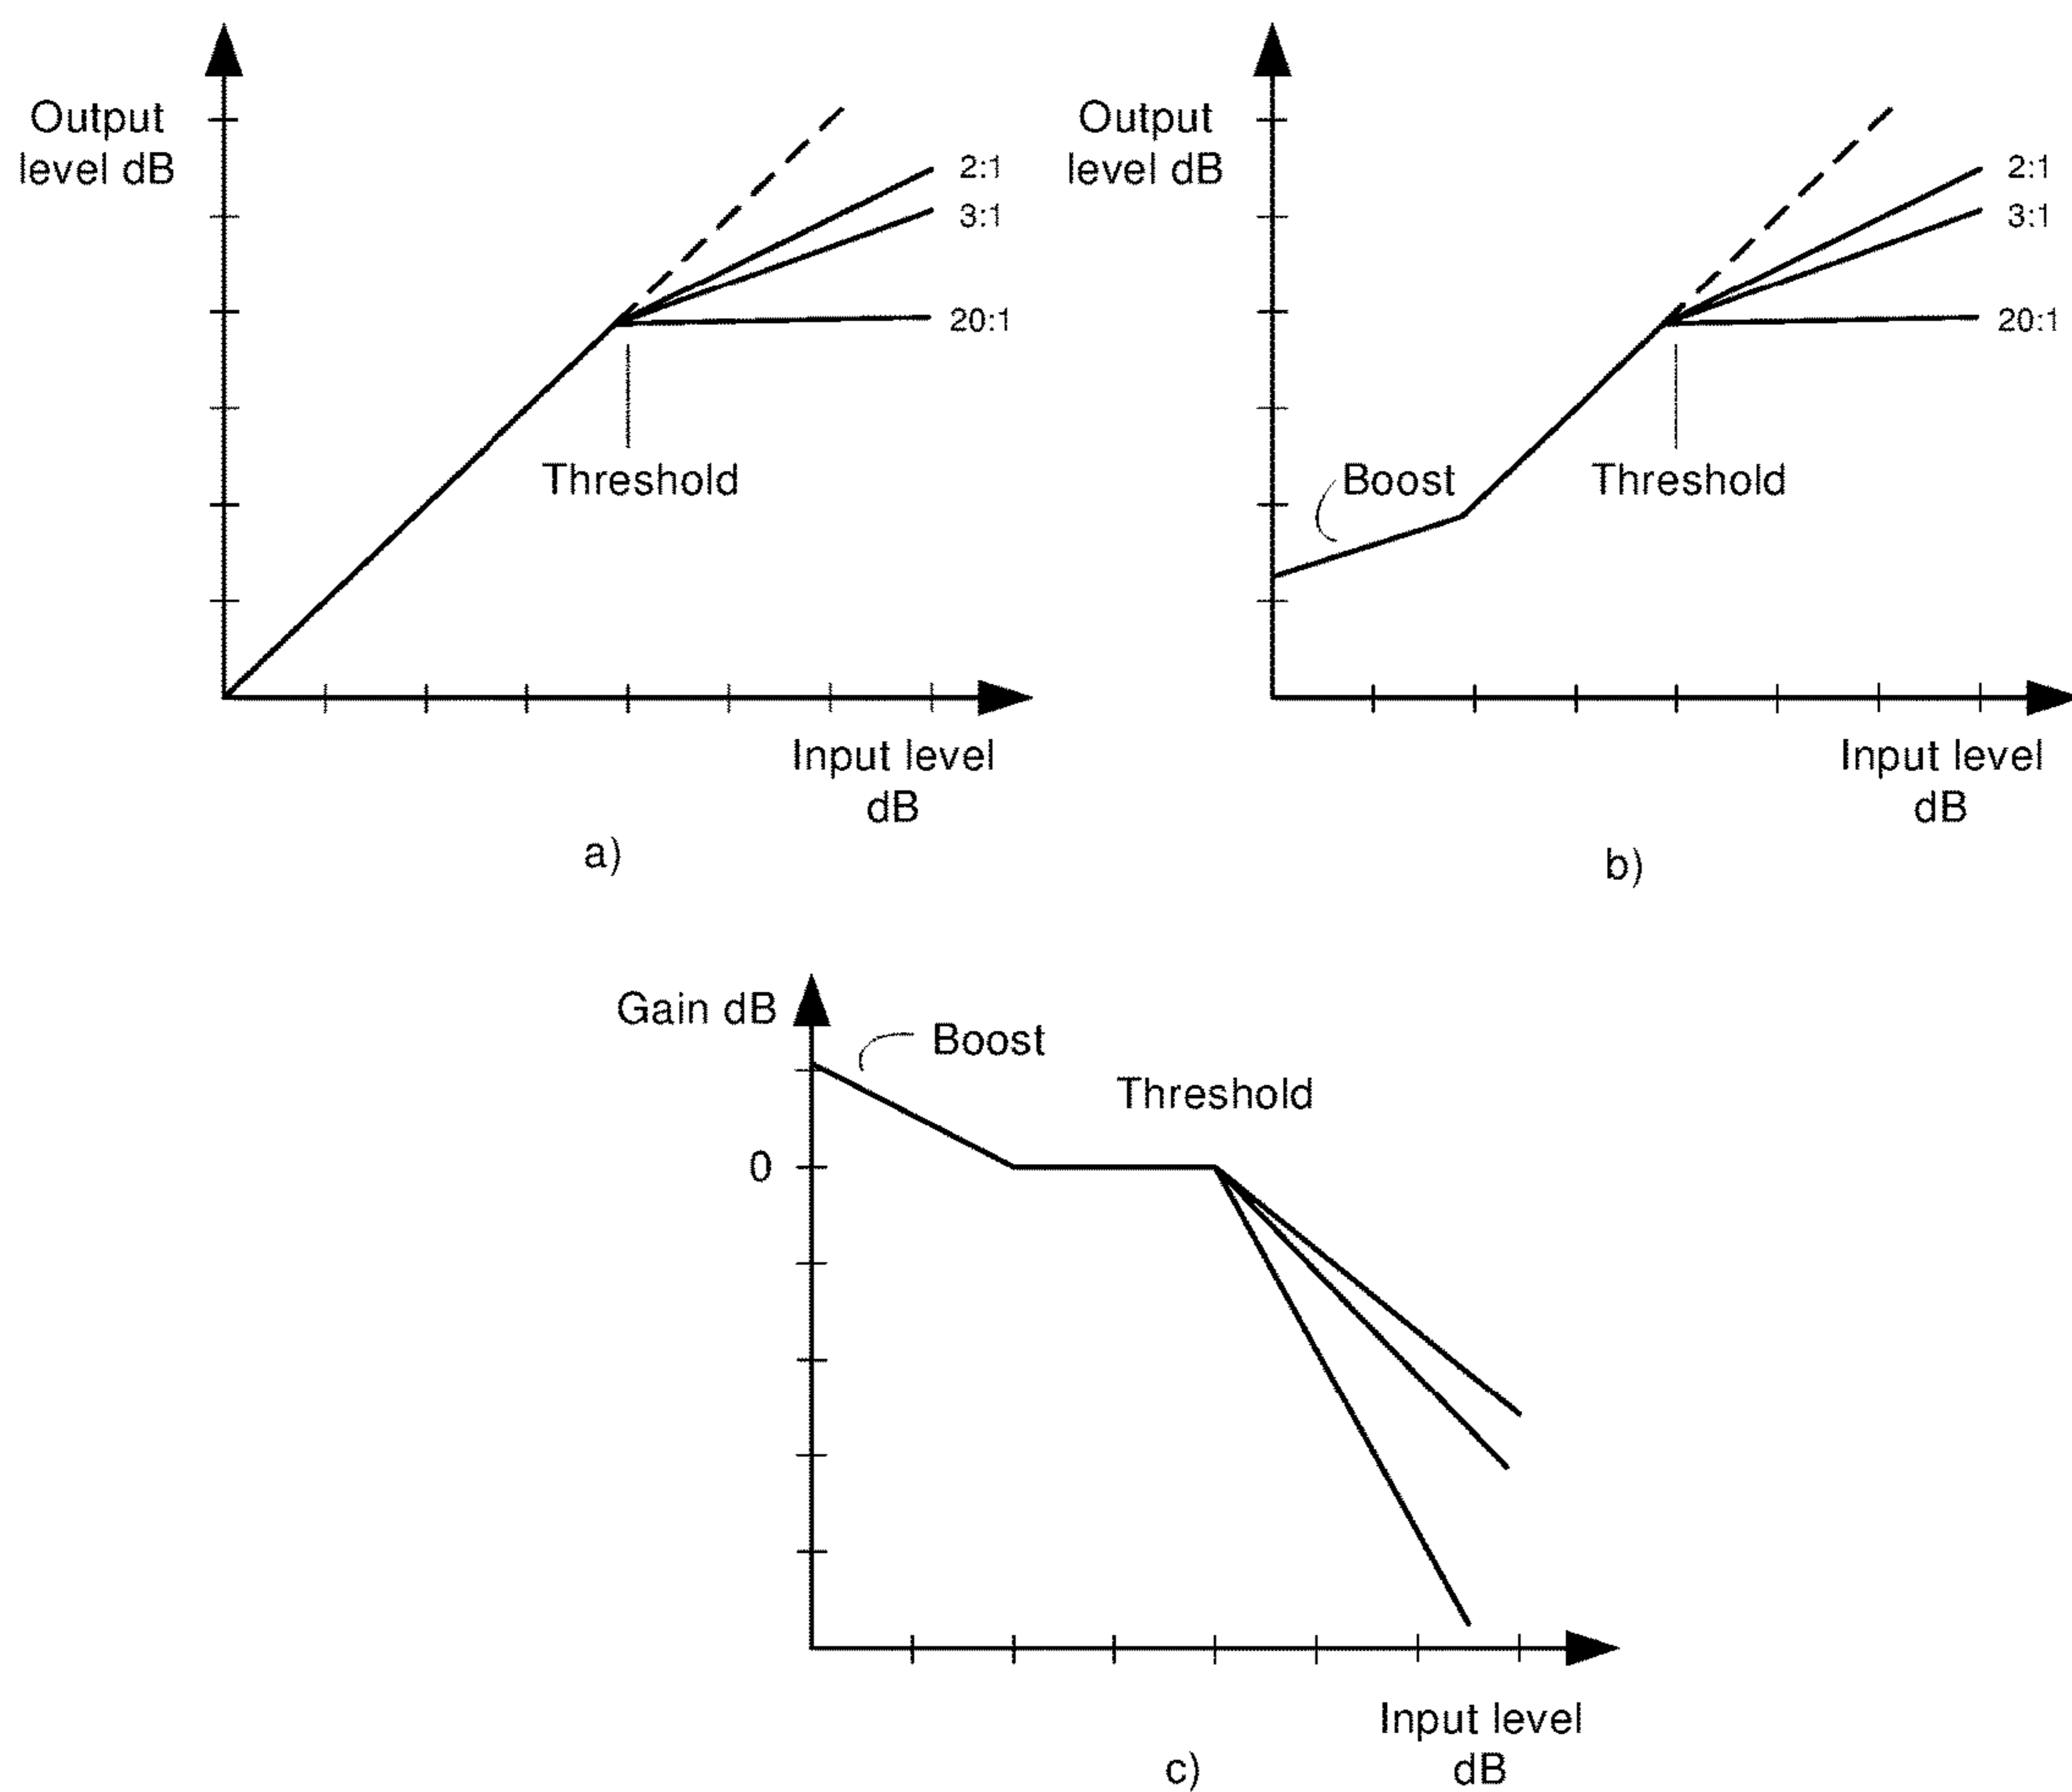 Output
level dB
2:1
3:1
20:1
Threshold
Input level
dB
a)
Output
level dB
2:1
3:1
20:1
Boost
Threshold
Input level
dB
b)
Gain dB
Boost
Threshold
0
Input level
dB
c)